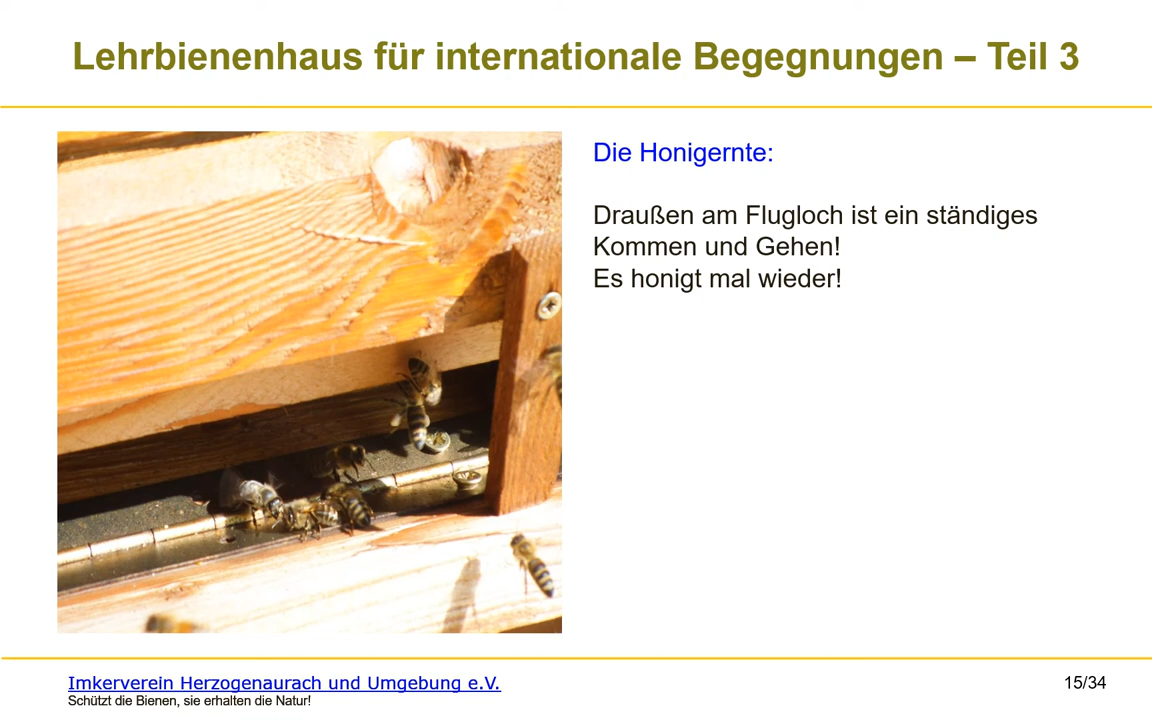 Lehrbienenhaus für internationale Begegnungen – Teil 3
Die Honigernte:
Draußen am Flugloch ist ein ständiges
Kommen und Gehen!
Es honigt mal wieder!
Imkerverein Herzogenaurach und Umgebung e.V.
Schützt die Bienen, sie erhalten die Natur!
15/34